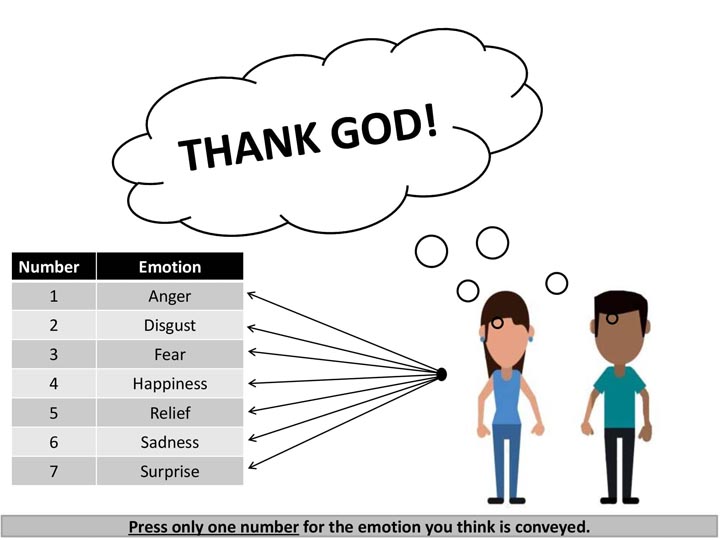 THANK GOD!
Number Emotion
1 Anger
2 Disgust
3 Fear
4 Happiness
5 Relief
6 Sadness
7 Surprise
Press only one number for the emotion you think is conveyed.